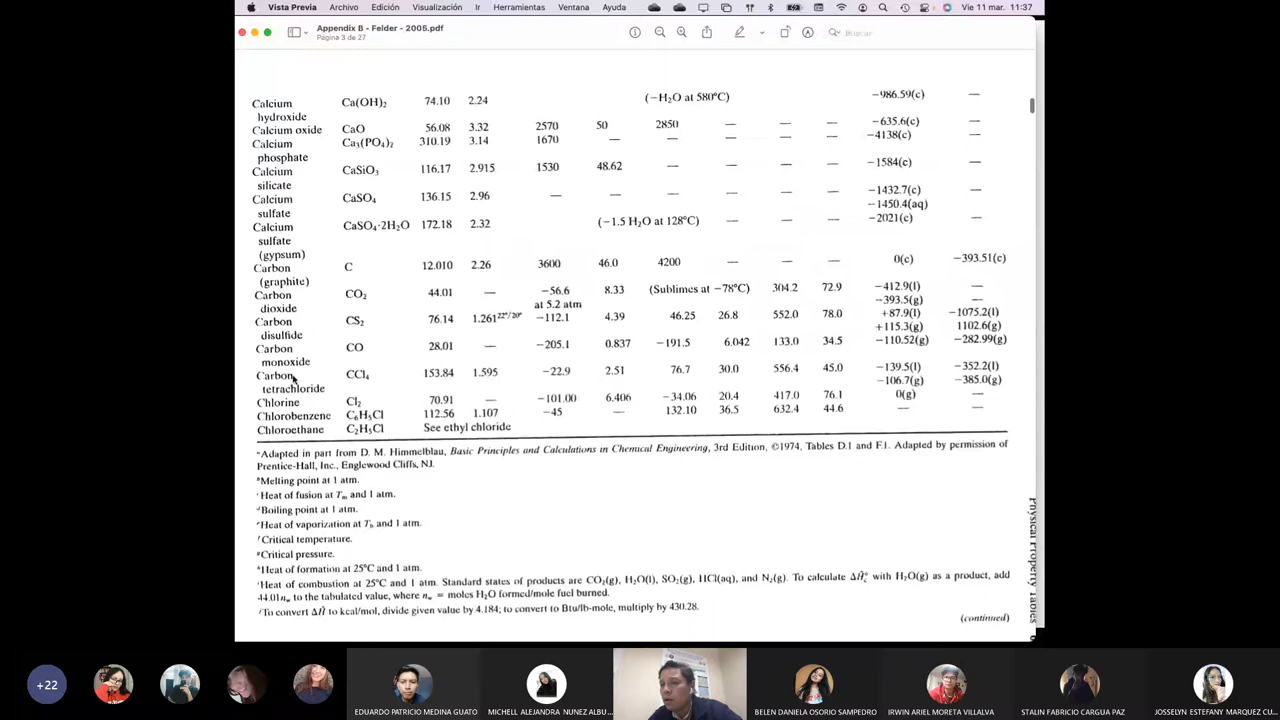 Vista Previa Archivo Edición Visualización Ir Herramientas Ventana Ayuda Vie 11 mar. 11:37
Appendix B - Felder - 2005.pdf
Página 3 de 27
Buscar
Calcium hydroxide Ca(OH)₂ 74.10 2.24 (−H₂O at 580°C) −986.59(c) —
Calcium oxide CaO 56.08 3.32 2570 50 2850 — — — −635.6(c) —
Calcium phosphate Ca₃(PO₄)₂ 310.19 3.14 1670 — — — — — −4138(c) —
Calcium silicate CaSiO₃ 116.17 2.915 1530 48.62 — — — — −1584(c) —
Calcium sulfate CaSO₄ 136.15 2.96 — — — — — — −1432.7(c) —
−1450.4(aq) —
Calcium sulfate (gypsum) CaSO₄·2H₂O 172.18 2.32 (−1.5 H₂O at 128°C) — — — −2021(c) —
Carbon (graphite) C 12.010 2.26 3600 46.0 4200 — — — 0(c) −393.51(c)
Carbon dioxide CO₂ 44.01 — −56.6 at 5.2 atm 8.33 (Sublimes at −78°C) 304.2 72.9 −412.9(l) —
−393.5(g) —
Carbon disulfide CS₂ 76.14 1.261²²°/²⁰° −112.1 4.39 46.25 26.8 552.0 78.0 +87.9(l) −1075.2(l)
+115.3(g) 1102.6(g)
Carbon monoxide CO 28.01 — −205.1 0.837 −191.5 6.042 133.0 34.5 −110.52(g) −282.99(g)
Carbon tetrachloride CCl₄ 153.84 1.595 −22.9 2.51 76.7 30.0 556.4 45.0 −139.5(l) −352.2(l)
−106.7(g) −385.0(g)
Chlorine Cl₂ 70.91 — −101.00 6.406 −34.06 20.4 417.0 76.1 0(g) —
Chlorobenzene C₆H₅Cl 112.56 1.107 −45 — 132.10 36.5 632.4 44.6 — —
Chloroethane C₂H₅Cl See ethyl chloride
ᵃAdapted in part from D. M. Himmelblau, Basic Principles and Calculations in Chemical Engineering, 3rd Edition, ©1974, Tables D.1 and F.1. Adapted by permission of
Prentice-Hall, Inc., Englewood Cliffs, NJ.
ᵇMelting point at 1 atm.
ᶜHeat of fusion at Tₘ and 1 atm.
ᵈBoiling point at 1 atm.
ᵉHeat of vaporization at T_b and 1 atm.
ᶠCritical temperature.
ᵍCritical pressure.
ʰHeat of formation at 25°C and 1 atm.
ⁱHeat of combustion at 25°C and 1 atm. Standard states of products are CO₂(g), H₂O(l), SO₂(g), HCl(aq), and N₂(g). To calculate ΔĤ°c with H₂O(g) as a product, add
44.01n_w to the tabulated value, where n_w = moles H₂O formed/mole fuel burned.
ʲTo convert ΔĤ to kcal/mol, divide given value by 4.184; to convert to Btu/lb-mole, multiply by 430.28.
(continued)
Physical Property Tables
+22
EDUARDO PATRICIO MEDINA GUATO
MICHELL ALEJANDRA NUNEZ ALBU...
BELEN DANIELA OSORIO SAMPEDRO
IRWIN ARIEL MORETA VILLALVA
STALIN FABRICIO CARGUA PAZ
JOSSELYN ESTEFANY MARQUEZ CU...